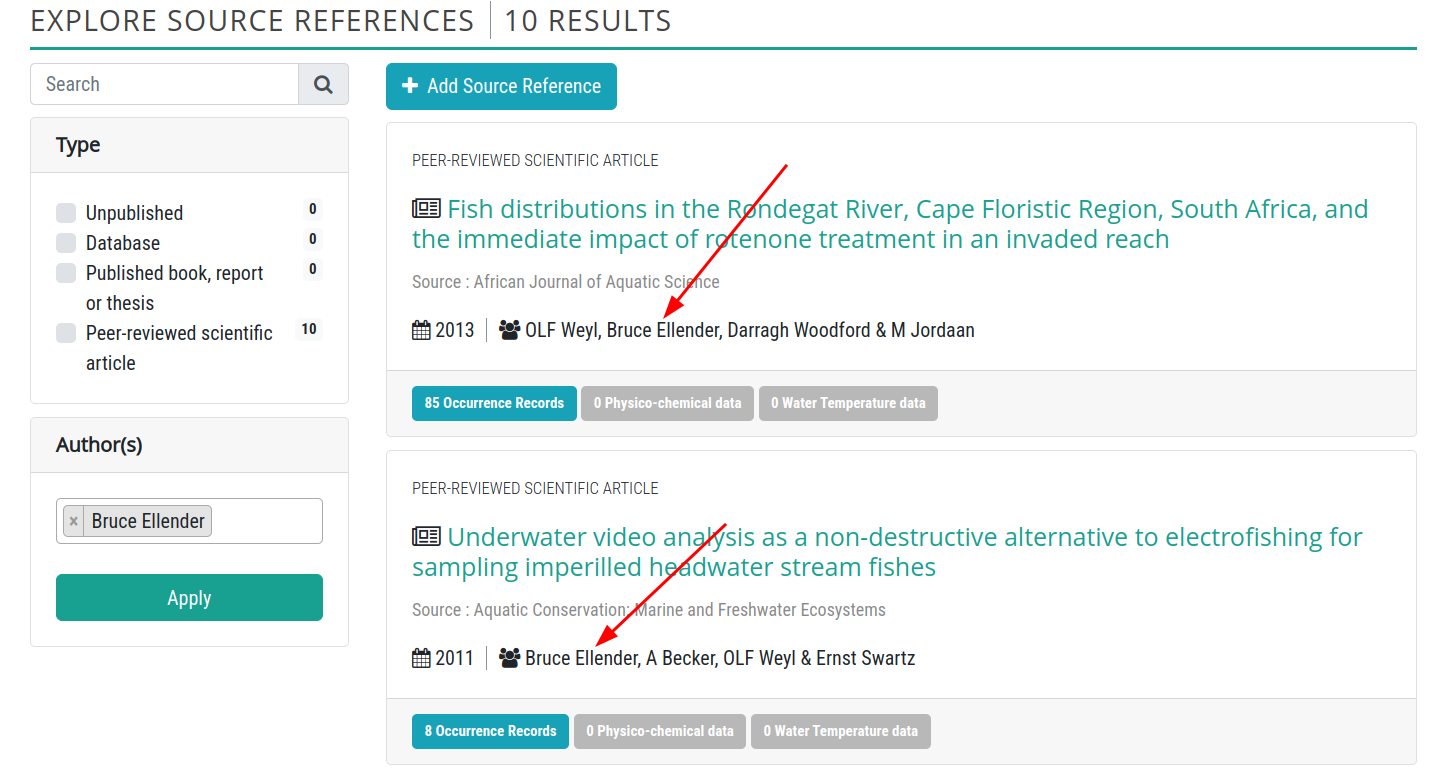 EXPLORE SOURCE REFERENCES | 10 RESULTS
Search
Add Source Reference
Type
Unpublished 0
Database 0
Published book, report 0
or thesis
Peer-reviewed scientific 10
article
Author(s)
× Bruce Ellender
Apply
PEER-REVIEWED SCIENTIFIC ARTICLE
Fish distributions in the Rondegat River, Cape Floristic Region, South Africa, and
the immediate impact of rotenone treatment in an invaded reach
Source : African Journal of Aquatic Science
2013 | OLF Weyl, Bruce Ellender, Darragh Woodford & M Jordaan
85 Occurrence Records 0 Physico-chemical data 0 Water Temperature data
PEER-REVIEWED SCIENTIFIC ARTICLE
Underwater video analysis as a non-destructive alternative to electrofishing for
sampling imperilled headwater stream fishes
Source : Aquatic Conservation: Marine and Freshwater Ecosystems
2011 | Bruce Ellender, A Becker, OLF Weyl & Ernst Swartz
8 Occurrence Records 0 Physico-chemical data 0 Water Temperature data